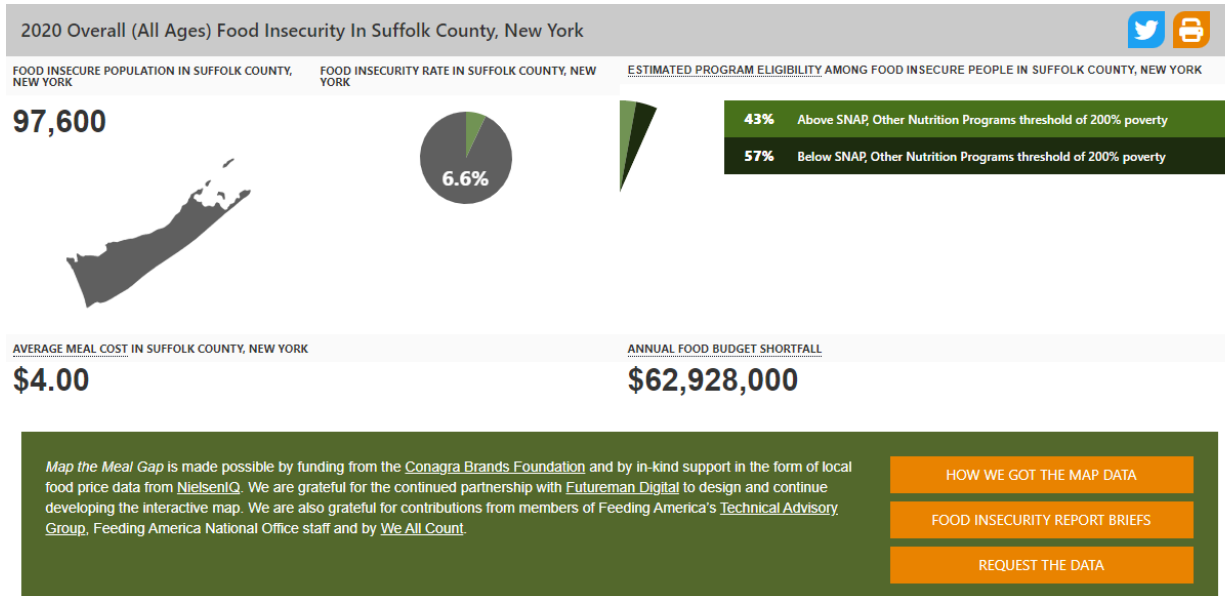 2020 Overall (All Ages) Food Insecurity In Suffolk County, New York
FOOD INSECURE POPULATION IN SUFFOLK COUNTY,
NEW YORK
97,600
FOOD INSECURITY RATE IN SUFFOLK COUNTY, NEW
YORK
6.6%
ESTIMATED PROGRAM ELIGIBILITY AMONG FOOD INSECURE PEOPLE IN SUFFOLK COUNTY, NEW YORK
43% Above SNAP, Other Nutrition Programs threshold of 200% poverty
57% Below SNAP, Other Nutrition Programs threshold of 200% poverty
AVERAGE MEAL COST IN SUFFOLK COUNTY, NEW YORK
$4.00
ANNUAL FOOD BUDGET SHORTFALL
$62,928,000
Map the Meal Gap is made possible by funding from the Conagra Brands Foundation and by in-kind support in the form of local
food price data from NielsenIQ. We are grateful for the continued partnership with Futureman Digital to design and continue
developing the interactive map. We are also grateful for contributions from members of Feeding America's Technical Advisory
Group, Feeding America National Office staff and by We All Count.
HOW WE GOT THE MAP DATA
FOOD INSECURITY REPORT BRIEFS
REQUEST THE DATA